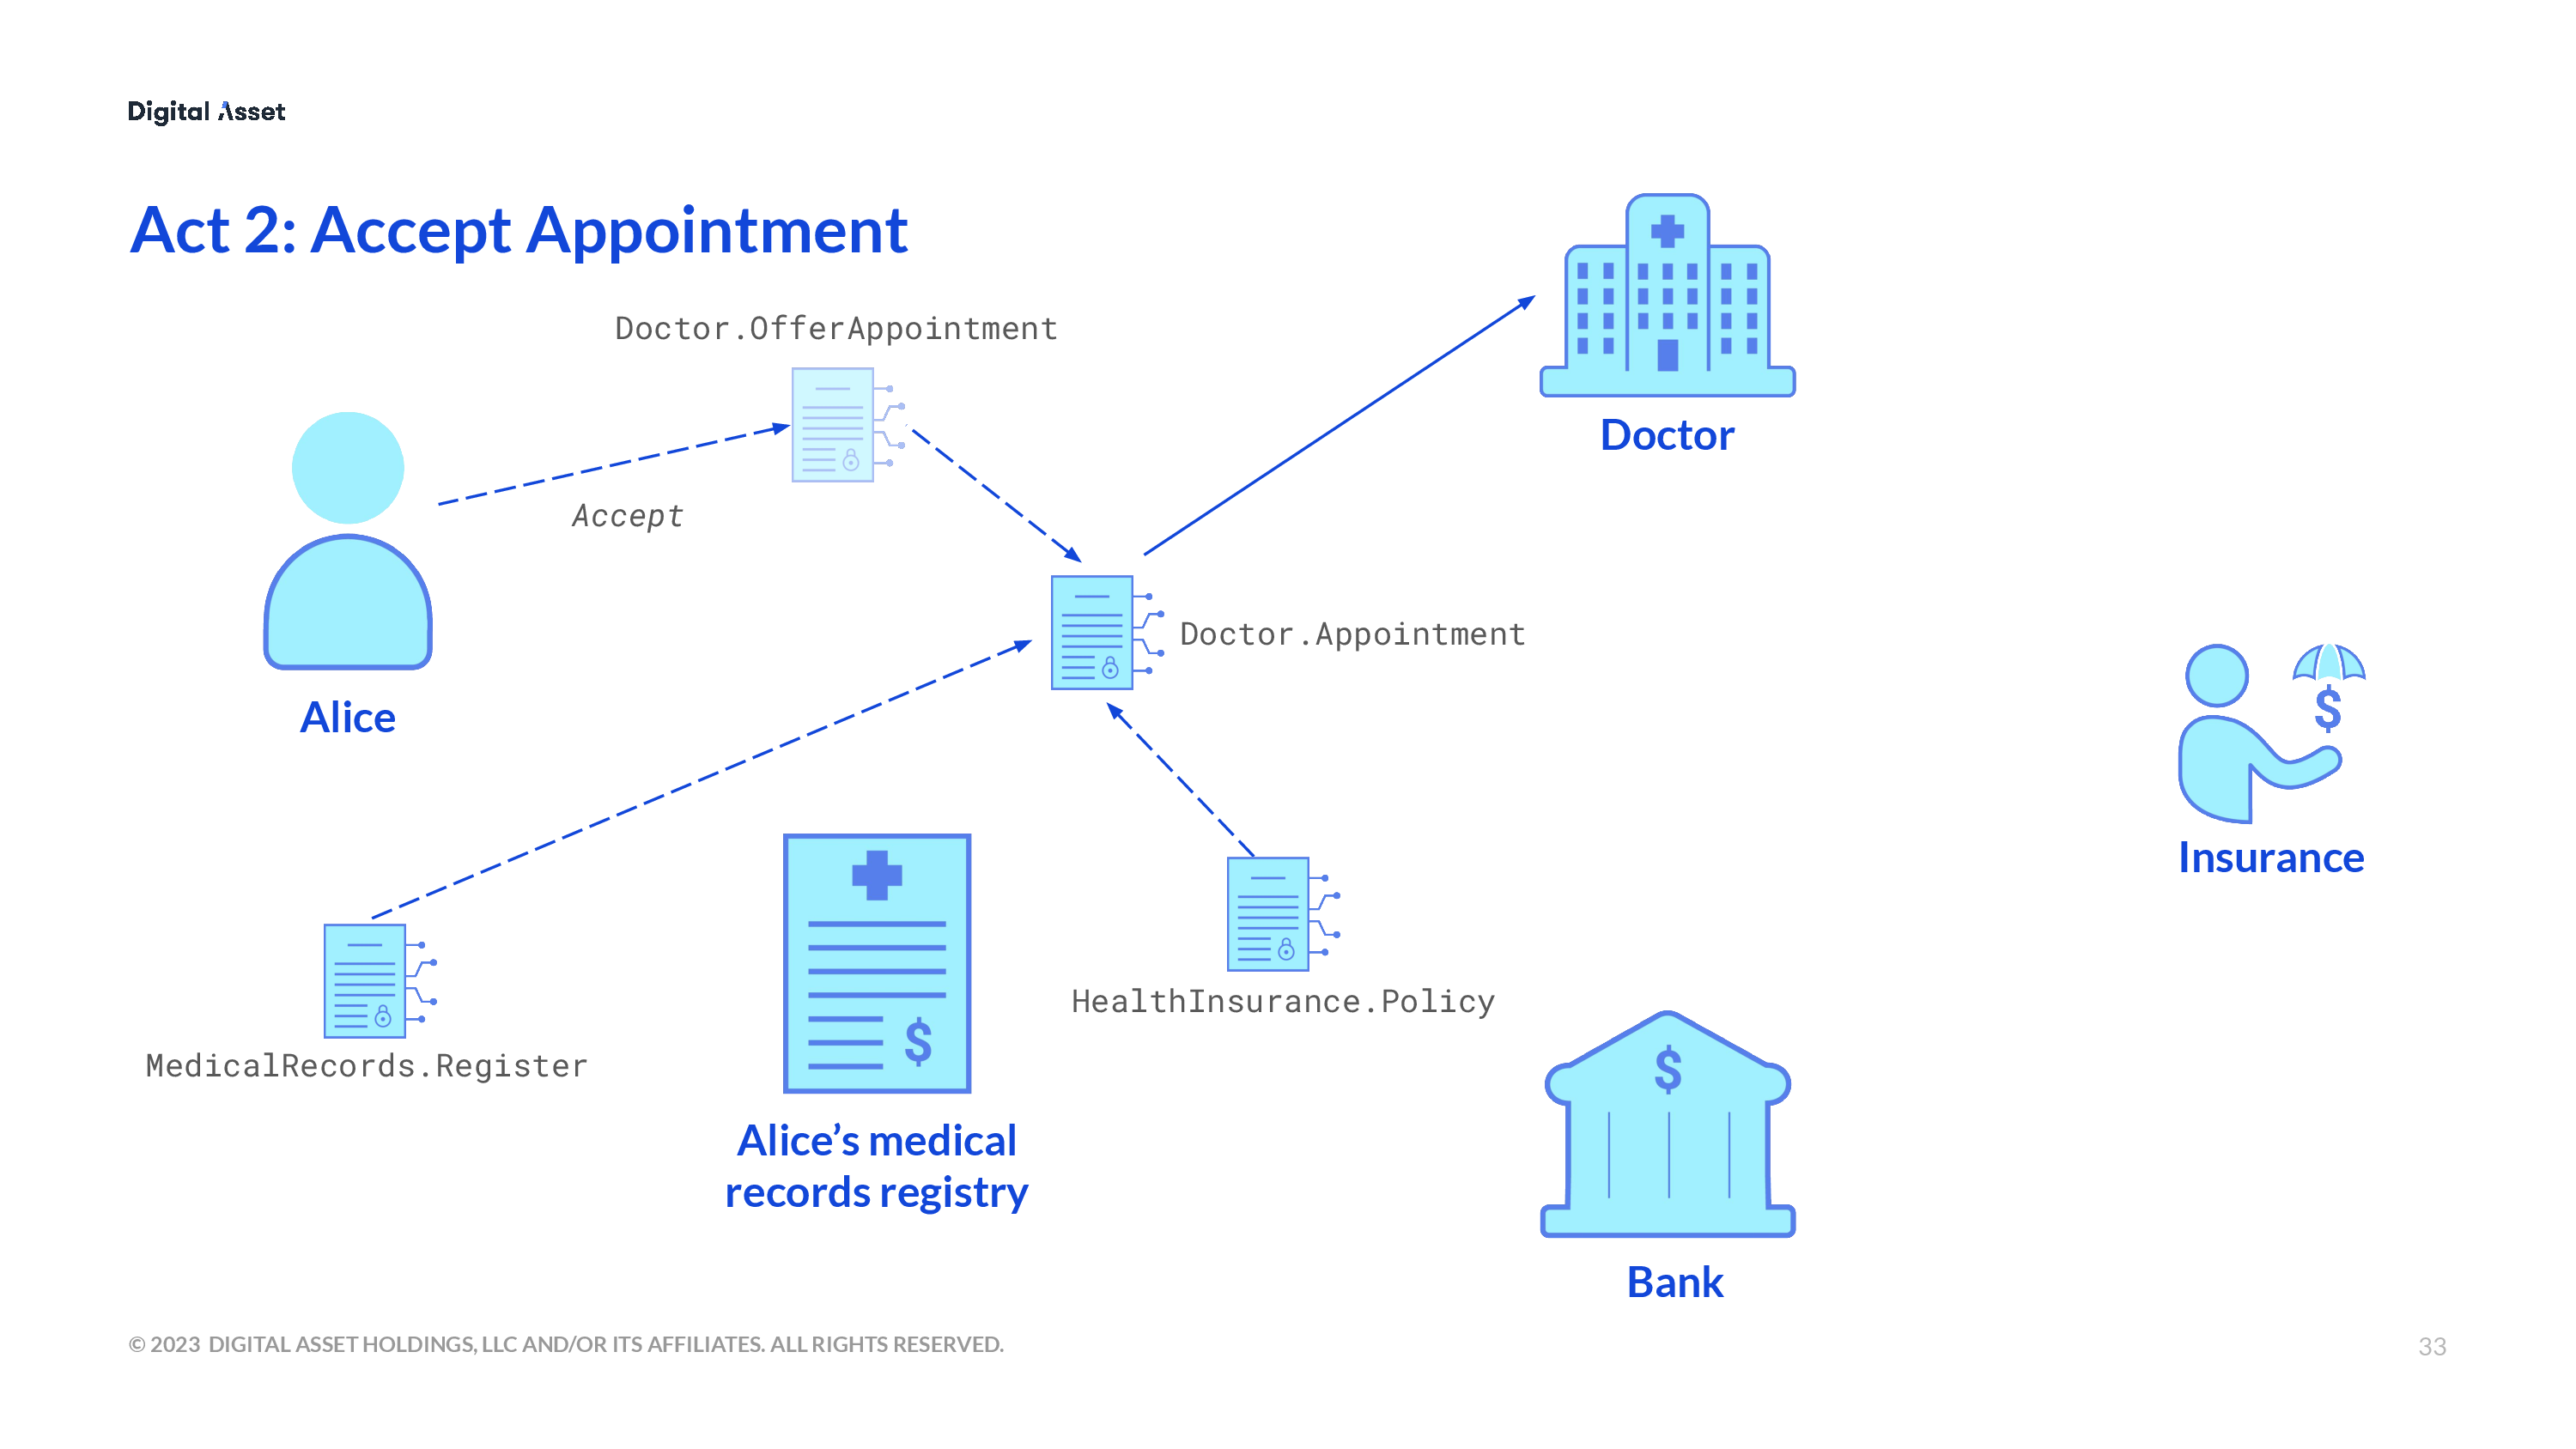 Digital Asset
Act 2: Accept Appointment
Doctor.OfferAppointment
Doctor
Accept
Doctor.Appointment
Alice
$
Insurance
HealthInsurance.Policy
$
MedicalRecords.Register
$
Alice’s medical
records registry
Bank
© 2023 DIGITAL ASSET HOLDINGS, LLC AND/OR ITS AFFILIATES. ALL RIGHTS RESERVED.
33